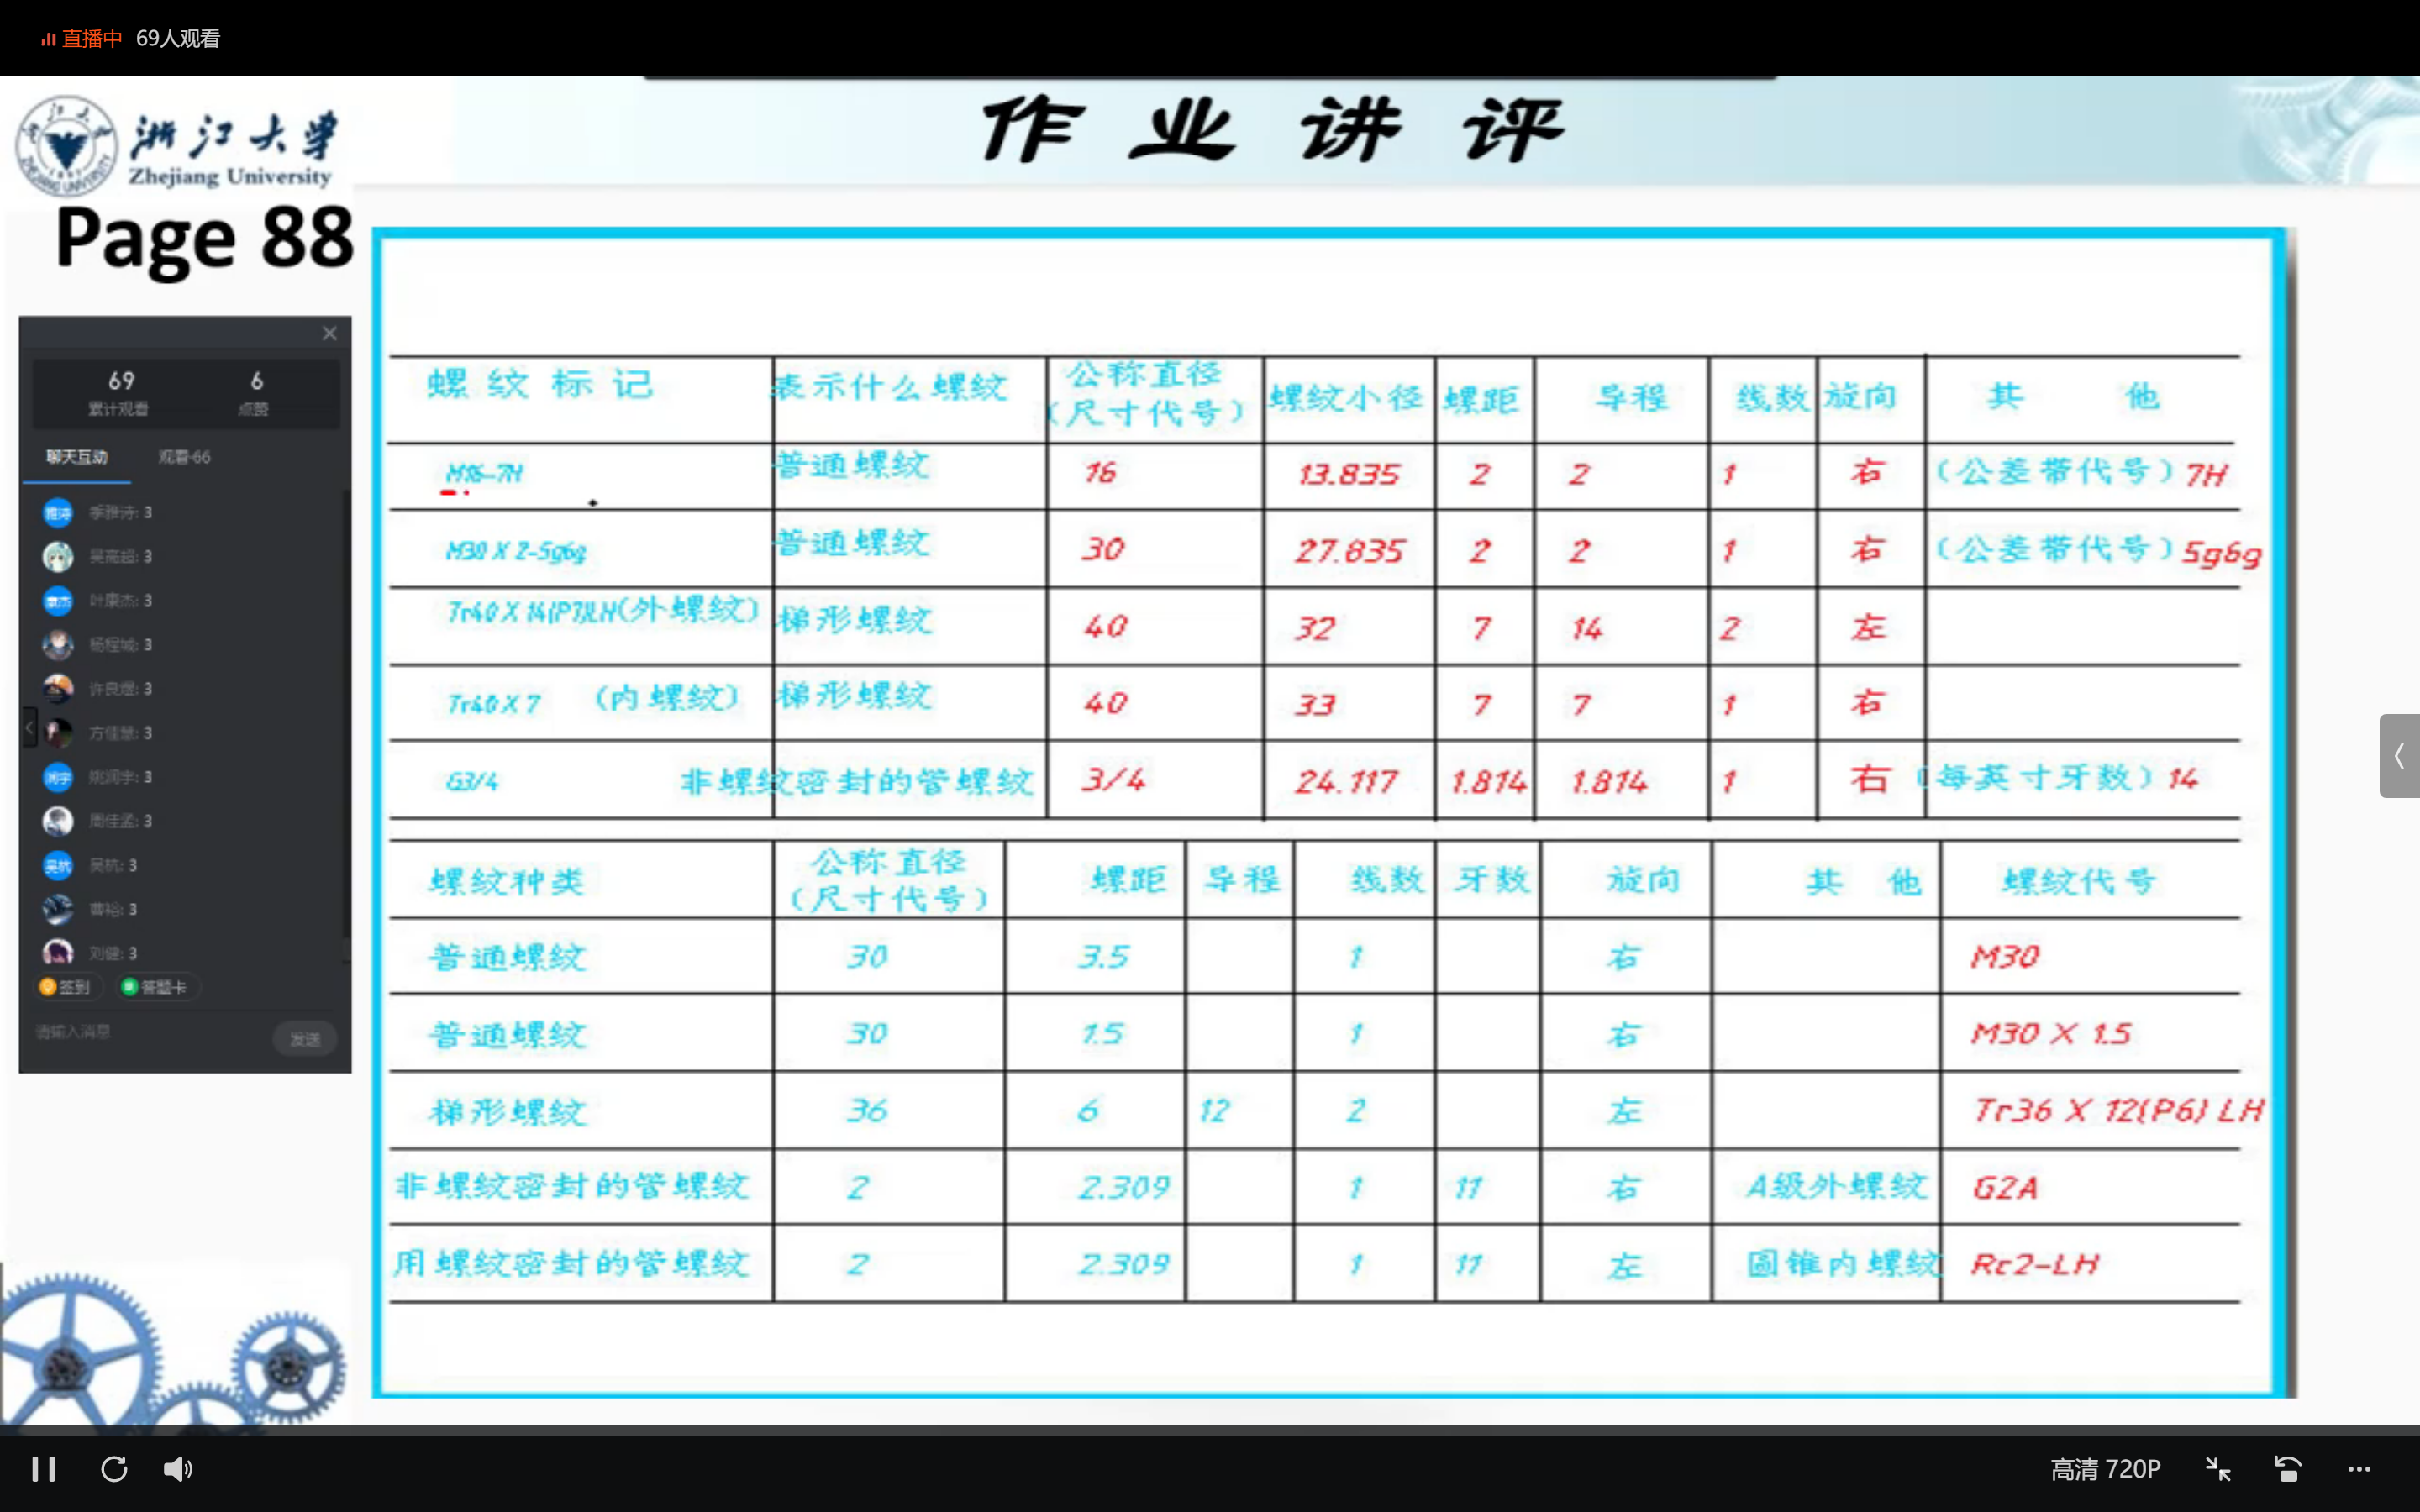 直播中 69人观看
浙江大学
Zhejiang University
作业讲评
Page 88
69 6
累计观看 点赞
聊天互动 观看·66
季雅诗: 3
吴高超: 3
叶康杰: 3
杨程城: 3
许良煜: 3
方佳慧: 3
姚润宇: 3
周佳孟: 3
吴杭: 3
曹裕: 3
刘健: 3
签到 答题卡
请输入消息 发送
螺纹标记 表示什么螺纹 公称直径（尺寸代号） 螺纹小径 螺距 导程 线数 旋向 其他
M16-7H 普通螺纹 16 13.835 2 2 1 右 （公差带代号）7H
M30 X 2-5g6g 普通螺纹 30 27.835 2 2 1 右 （公差带代号）5g6g
Tr40 X 14(P7)LH(外螺纹) 梯形螺纹 40 32 7 14 2 左
Tr40 X 7 （内螺纹） 梯形螺纹 40 33 7 7 1 右
G3/4 非螺纹密封的管螺纹 3/4 24.117 1.814 1.814 1 右 （每英寸牙数）14
螺纹种类 公称直径（尺寸代号） 螺距 导程 线数 牙数 旋向 其他 螺纹代号
普通螺纹 30 3.5 1 右 M30
普通螺纹 30 1.5 1 右 M30 X 1.5
梯形螺纹 36 6 12 2 左 Tr36 X 12(P6) LH
非螺纹密封的管螺纹 2 2.309 1 11 右 A级外螺纹 G2A
用螺纹密封的管螺纹 2 2.309 1 11 左 圆锥内螺纹 Rc2-LH
高清 720P